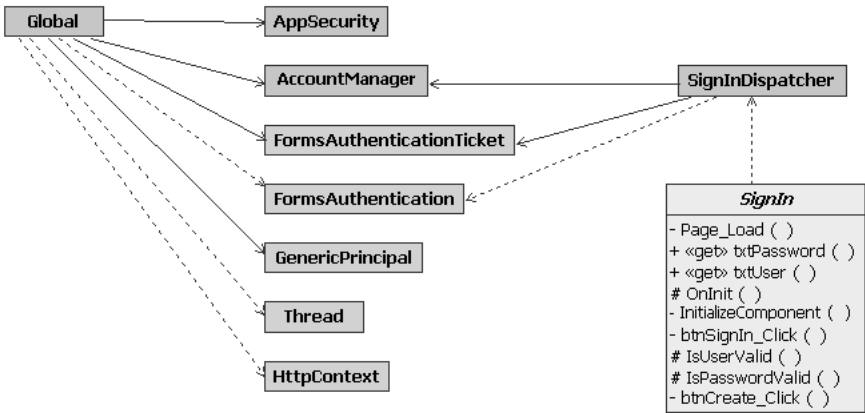 Global
AppSecurity
AccountManager
SignInDispatcher
FormsAuthenticationTicket
FormsAuthentication
GenericPrincipal
Thread
HttpContext
SignIn
- Page_Load ( )
+ «get» txtPassword ( )
+ «get» txtUser ( )
# OnInit ( )
- InitializeComponent ( )
- btnSignIn_Click ( )
# IsUserValid ( )
# IsPasswordValid ( )
- btnCreate_Click ( )